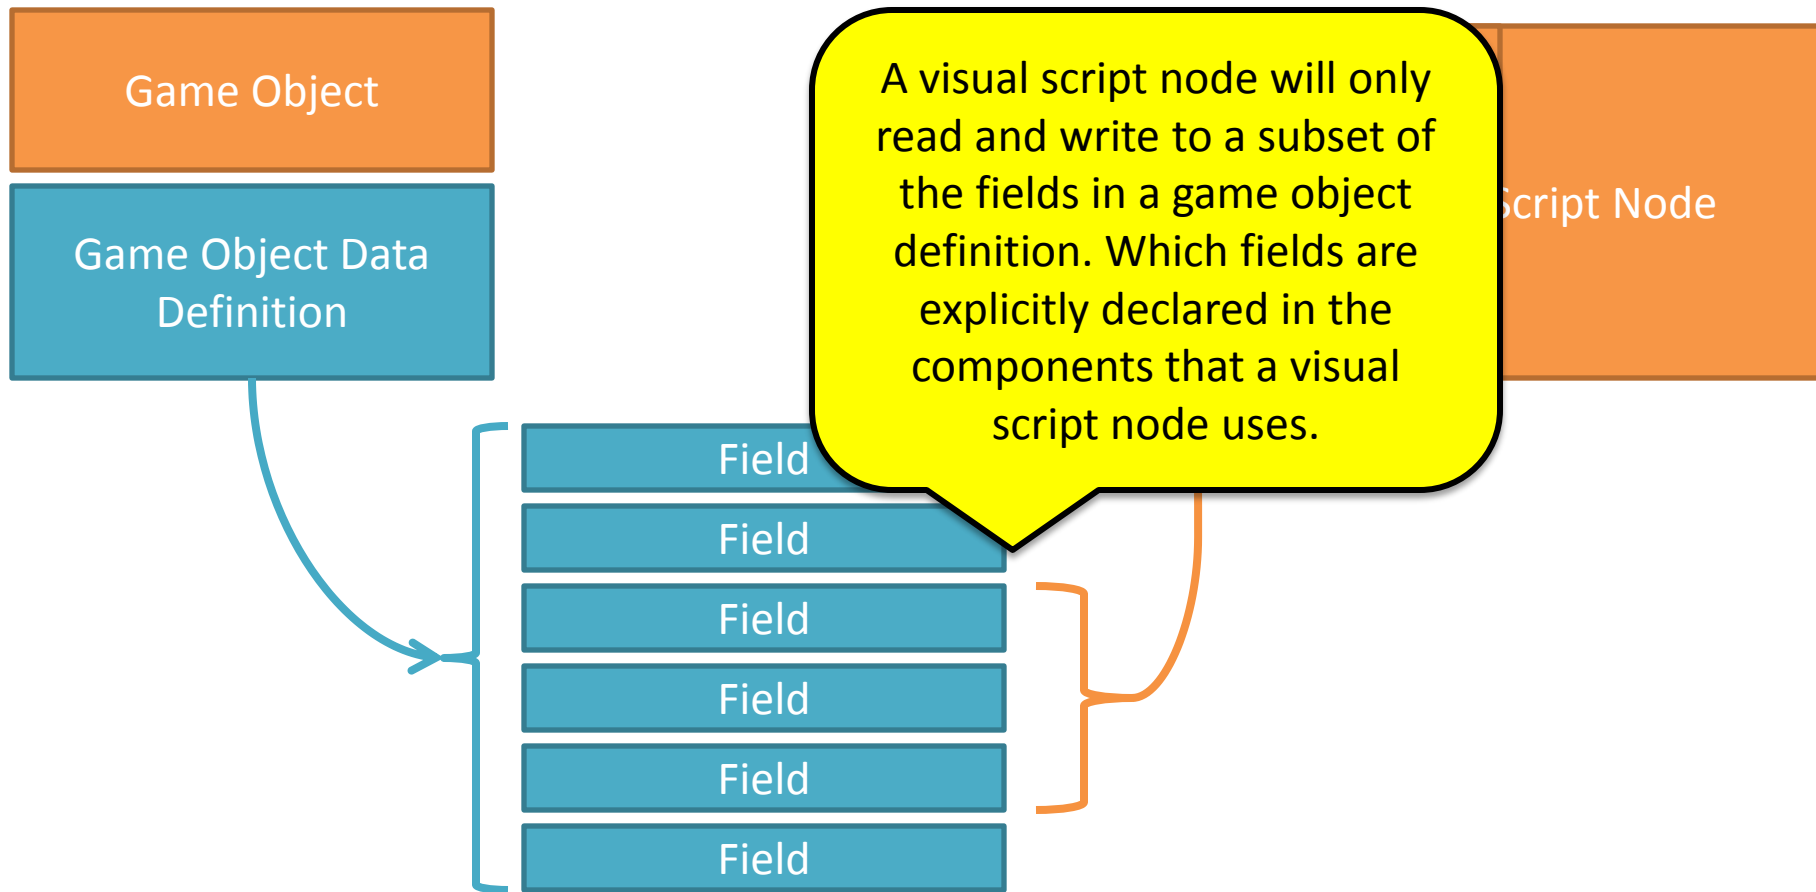 Game Object
Game Object Data
Definition
A visual script node will only
read and write to a subset of
the fields in a game object
definition. Which fields are
explicitly declared in the
components that a visual
script node uses.
Script Node
Field
Field
Field
Field
Field
Field